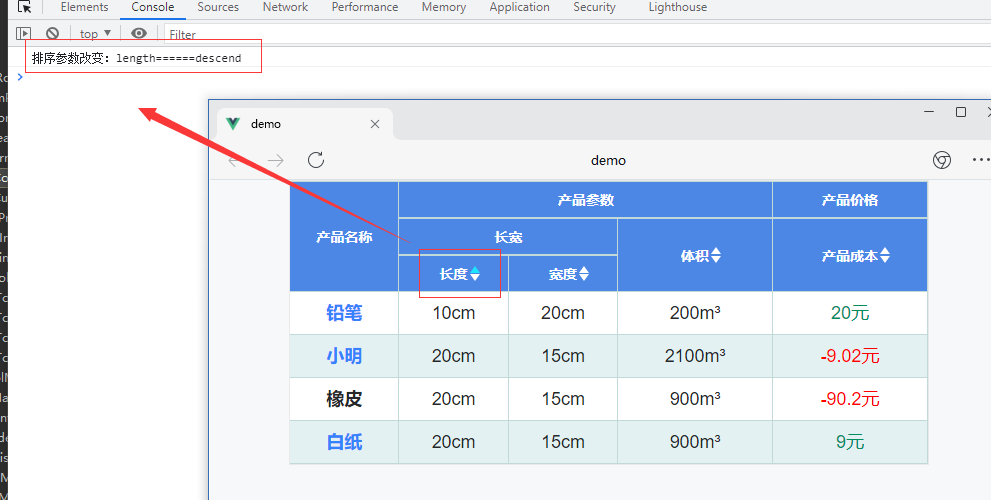 Elements Console Sources Network Performance Memory Application Security Lighthouse
top ▼ Filter
排序参数改变：length======descend
demo
demo
产品名称 产品参数 产品价格
长宽 体积 产品成本
长度 宽度
铅笔 10cm 20cm 200m³ 20元
小明 20cm 15cm 2100m³ -9.02元
橡皮 20cm 15cm 900m³ -90.2元
白纸 20cm 15cm 900m³ 9元